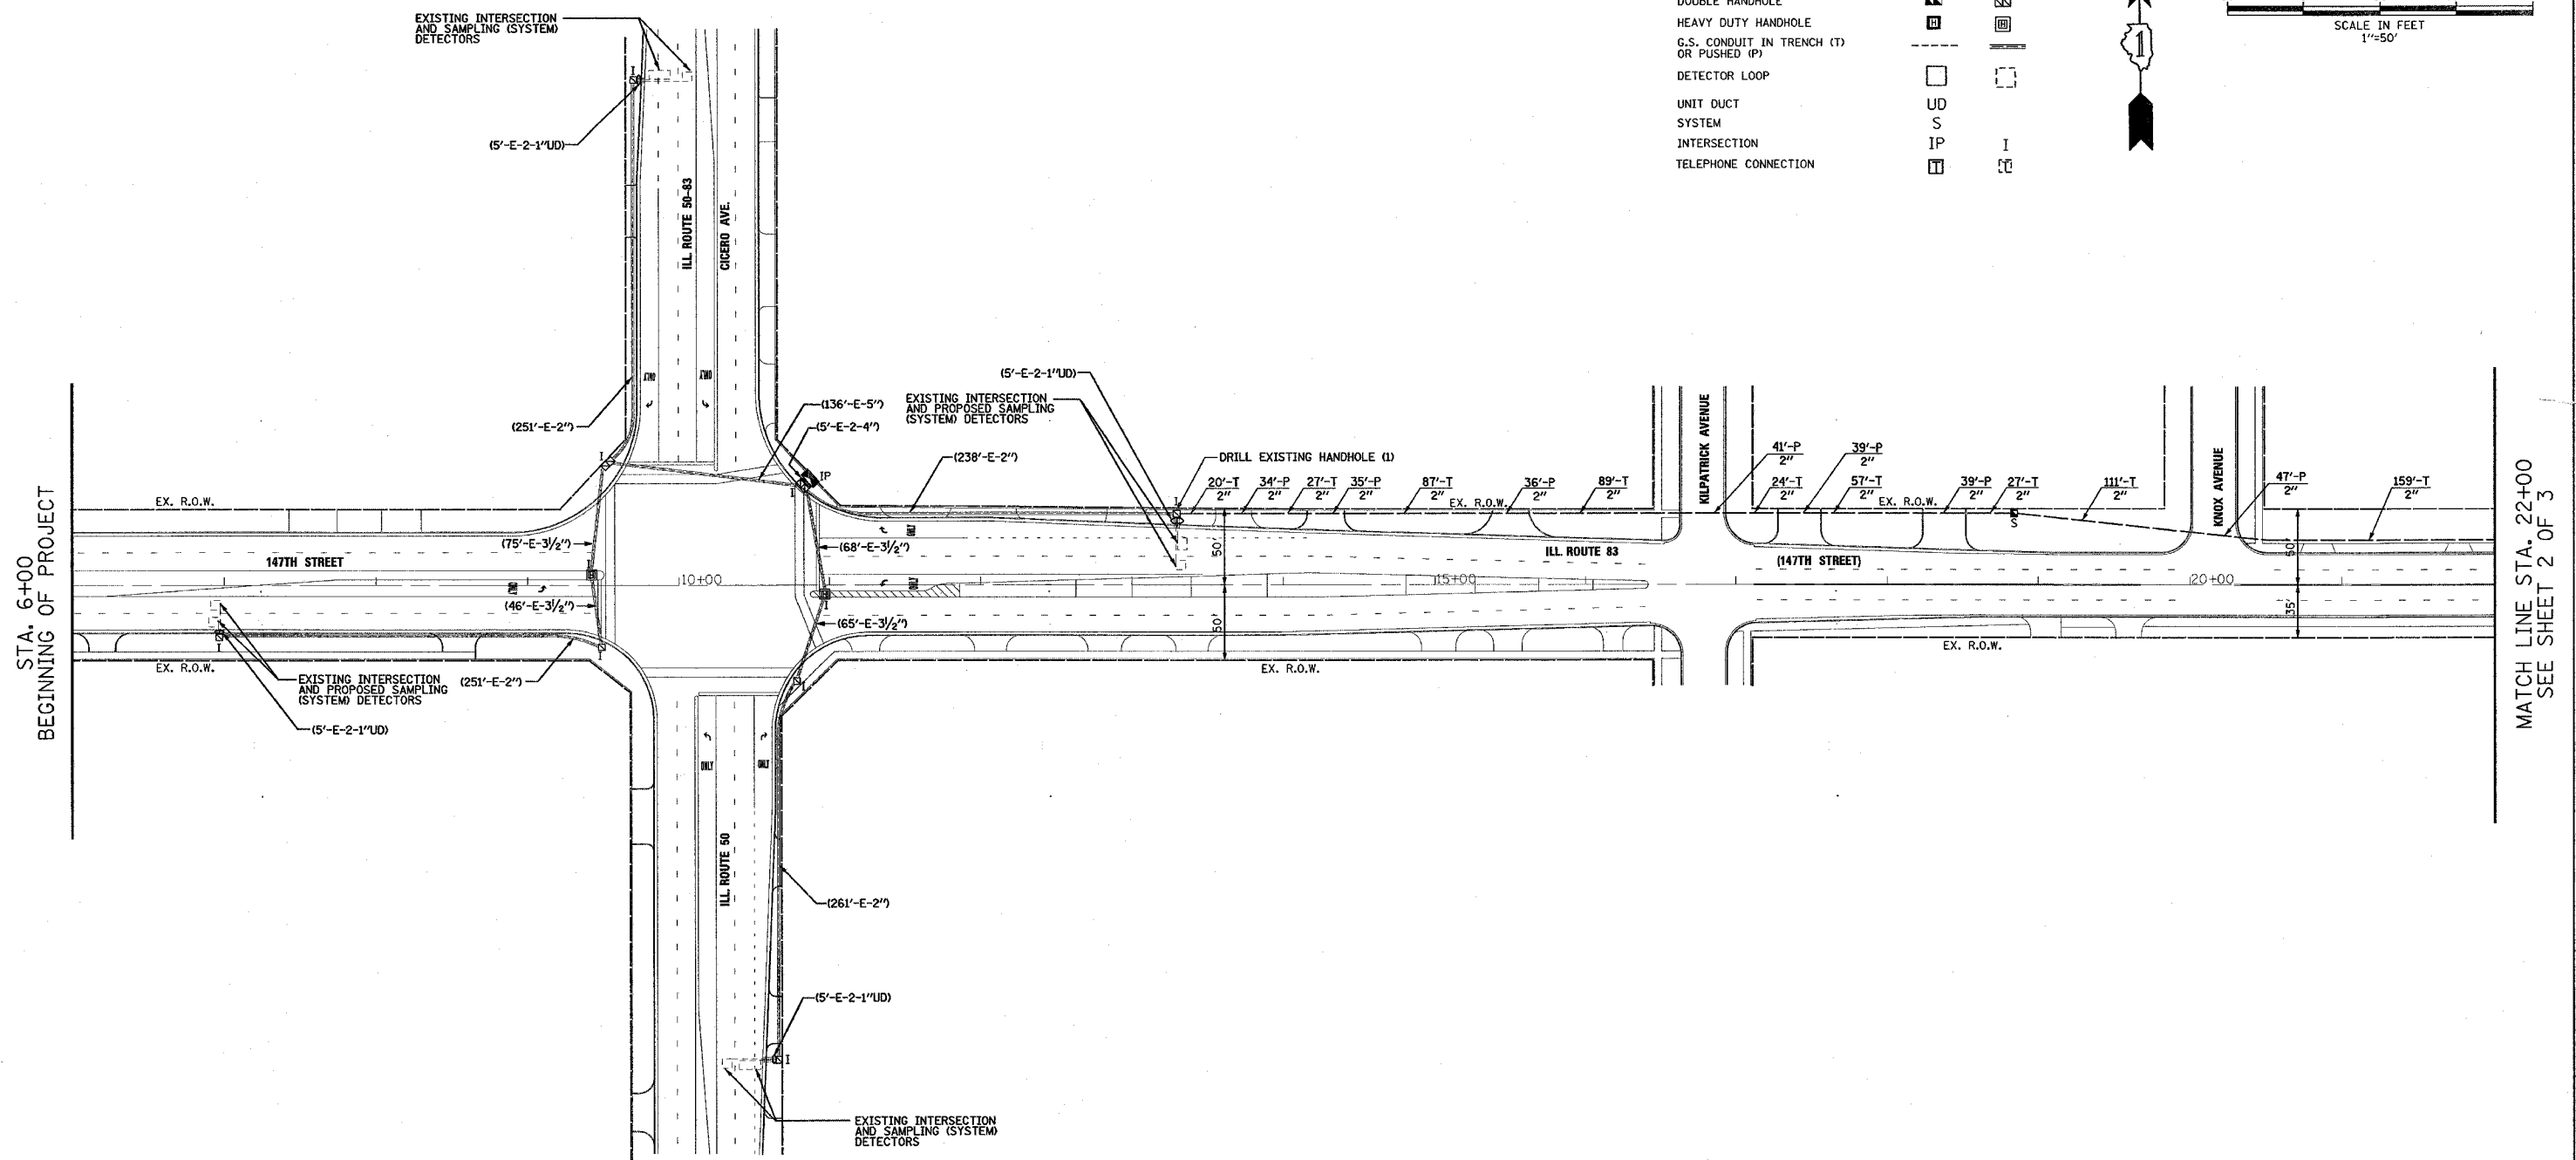 EXISTING INTERSECTION
AND SAMPLING (SYSTEM)
DETECTORS
(5'-E-2-1"UD)
ILL. ROUTE 50-83
CICERO AVE.
DOUBLE HANDHOLE
HEAVY DUTY HANDHOLE H H
G.S. CONDUIT IN TRENCH (T)
OR PUSHED (P)
DETECTOR LOOP
UNIT DUCT UD
SYSTEM S
INTERSECTION IP I
TELEPHONE CONNECTION T T
1
SCALE IN FEET
1"=50'
I
ONLY
ONLY
(251'-E-2")
(136'-E-5")
(5'-E-2-4")
IP
I
I
(5'-E-2-1"UD)
EXISTING INTERSECTION
AND PROPOSED SAMPLING
(SYSTEM) DETECTORS
(238'-E-2")
DRILL EXISTING HANDHOLE (1)
I
20'-T
2"
34'-P
2"
27'-T
2"
35'-P
2"
87'-T
2"
EX. R.O.W.
36'-P
2"
89'-T
2"
KILPATRICK AVENUE
41'-P
2"
39'-P
2"
24'-T
2"
57'-T
2"
EX. R.O.W.
39'-P
2"
27'-T
2"
S
111'-T
2"
KNOX AVENUE
47'-P
2"
159'-T
2"
STA. 6+00
BEGINNING OF PROJECT
EX. R.O.W.
147TH STREET
(75'-E-3½")
I
(46'-E-3½")
ONLY
10+00
(68'-E-3½")
ONLY
ONLY
I
(65'-E-3½")
50'
50'
15+00
ILL. ROUTE 83
(147TH STREET)
20+00
50'
35'
EX. R.O.W.
I
EXISTING INTERSECTION
AND PROPOSED SAMPLING
(SYSTEM) DETECTORS
(251'-E-2")
I
(5'-E-2-1"UD)
I
EX. R.O.W.
EX. R.O.W.
MATCH LINE STA. 22+00
SEE SHEET 2 OF 3
ONLY
ONLY
ILL. ROUTE 50
(261'-E-2")
(5'-E-2-1"UD)
I
EXISTING INTERSECTION
AND SAMPLING (SYSTEM)
DETECTORS